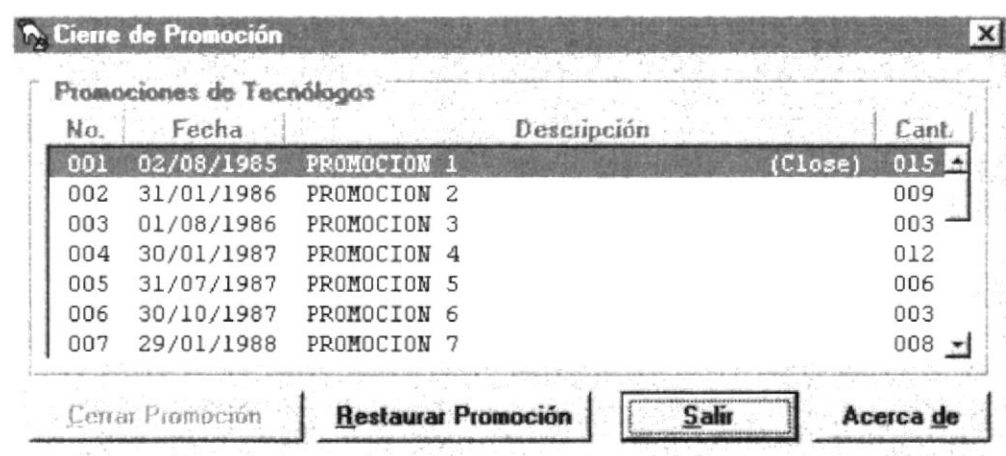 Cierre de Promoción
Promociones de Tecnólogos
No. Fecha Descripción Cant.
001 02/08/1985 PROMOCION 1 (Close) 015
002 31/01/1986 PROMOCION 2 009
003 01/08/1986 PROMOCION 3 003
004 30/01/1987 PROMOCION 4 012
005 31/07/1987 PROMOCION 5 006
006 30/10/1987 PROMOCION 6 003
007 29/01/1988 PROMOCION 7 008
Cerrar Promoción Restaurar Promoción Salir Acerca de